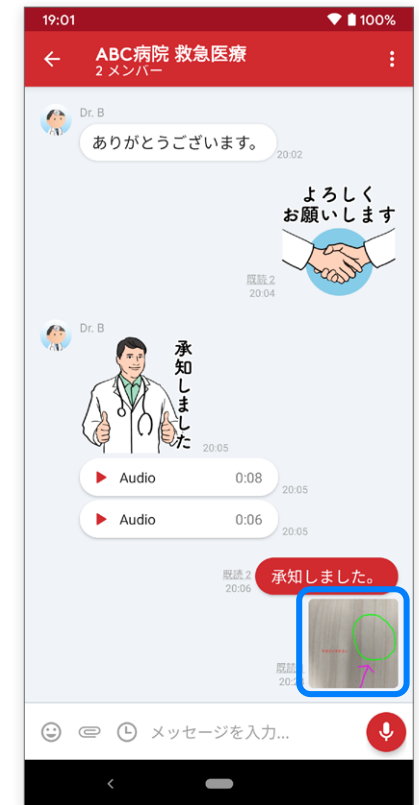 19:01
100%
ABC病院 救急医療
2 メンバー
Dr. B
ありがとうございます。
20:02
よろしく
お願いします
既読 2
20:04
Dr. B
承知しました
20:05
Audio
0:08
20:05
Audio
0:06
20:05
既読 2
20:06
承知しました。
既読
メッセージを入力...